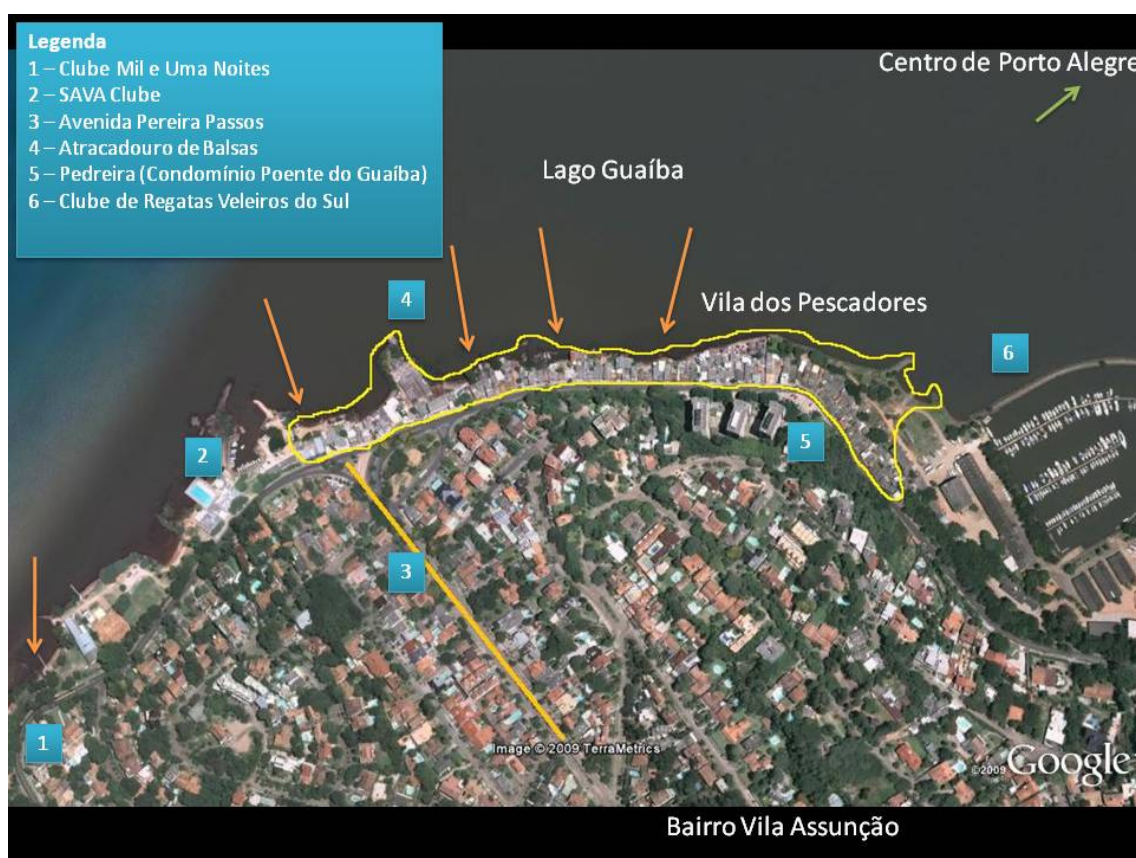 Legenda
1 – Clube Mil e Uma Noites
2 – SAVA Clube
3 – Avenida Pereira Passos
4 – Atracadouro de Balsas
5 – Pedreira (Condomínio Poente do Guaíba)
6 – Clube de Regatas Veleiros do Sul
Centro de Porto Alegre
Lago Guaíba
Vila dos Pescadores
4
6
2
5
3
1
Image © 2009 TerraMetrics
©2009 Google
Bairro Vila Assunção